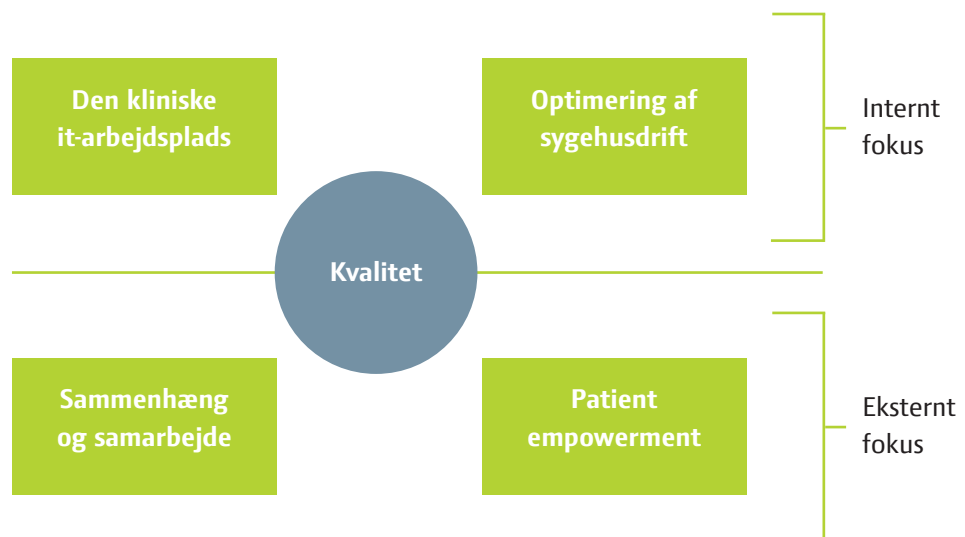 Den kliniske
it-arbejdsplads
Optimering af
sygehusdrift
Internt
fokus
Kvalitet
Sammenhæng
og samarbejde
Patient
empowerment
Eksternt
fokus